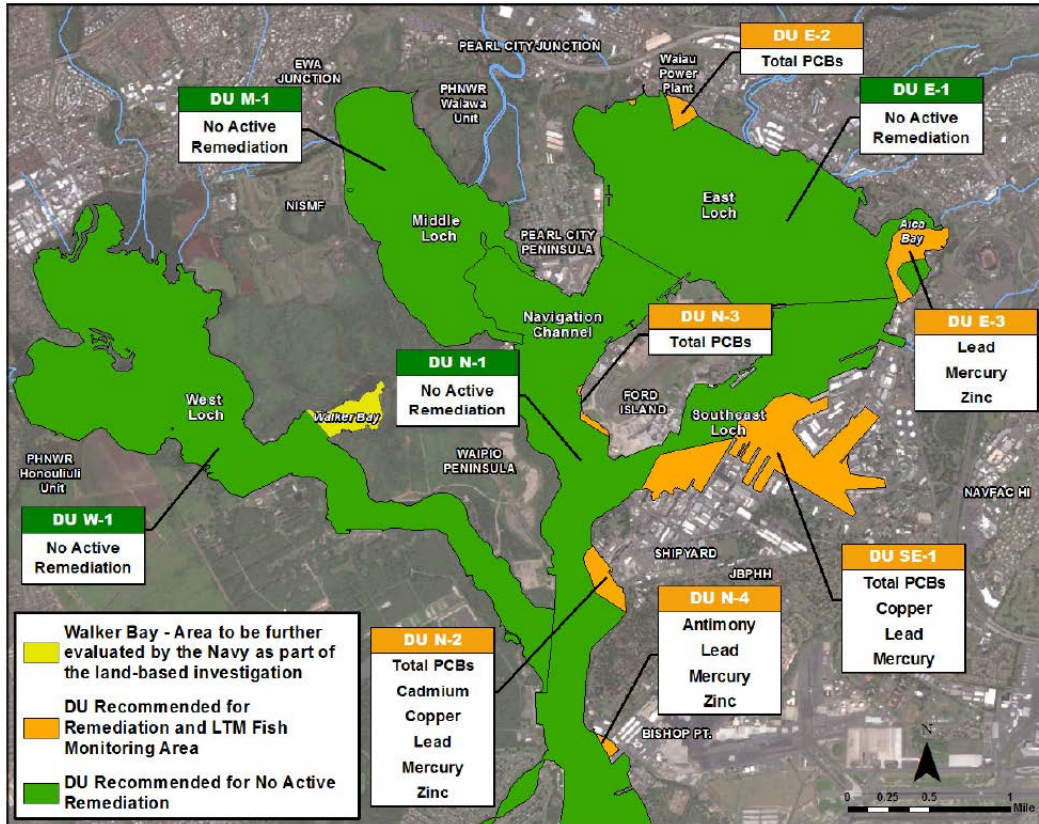 DU E-2
Total PCBs
PEARL CITY JUNCTION
Waiau
Power
Plant
EWA
JUNCTION
DU M-1
No Active
Remediation
PHNWR
Waiawa
Unit
DU E-1
No Active
Remediation
NISMF
Middle
Loch
East
Loch
PEARL CITY
PENINSULA
Aiea
Bay
Navigation
Channel
DU N-3
Total PCBs
DU E-3
Lead
Mercury
Zinc
DU N-1
No Active
Remediation
FORD
ISLAND
West
Loch
Walker Bay
Southeast
Loch
PHNWR
Honouliuli
Unit
WAIPIO
PENINSULA
NAVFAC HI
DU W-1
No Active
Remediation
SHIPYARD
JBPHH
DU SE-1
Total PCBs
Copper
Lead
Mercury
DU N-4
Antimony
Lead
Mercury
Zinc
DU N-2
Total PCBs
Cadmium
Copper
Lead
Mercury
Zinc
BISHOP PT.
Walker Bay - Area to be further
evaluated by the Navy as part of
the land-based investigation
DU Recommended for
Remediation and LTM Fish
Monitoring Area
DU Recommended for No Active
Remediation
N
0 0.25 0.5 1
Mile